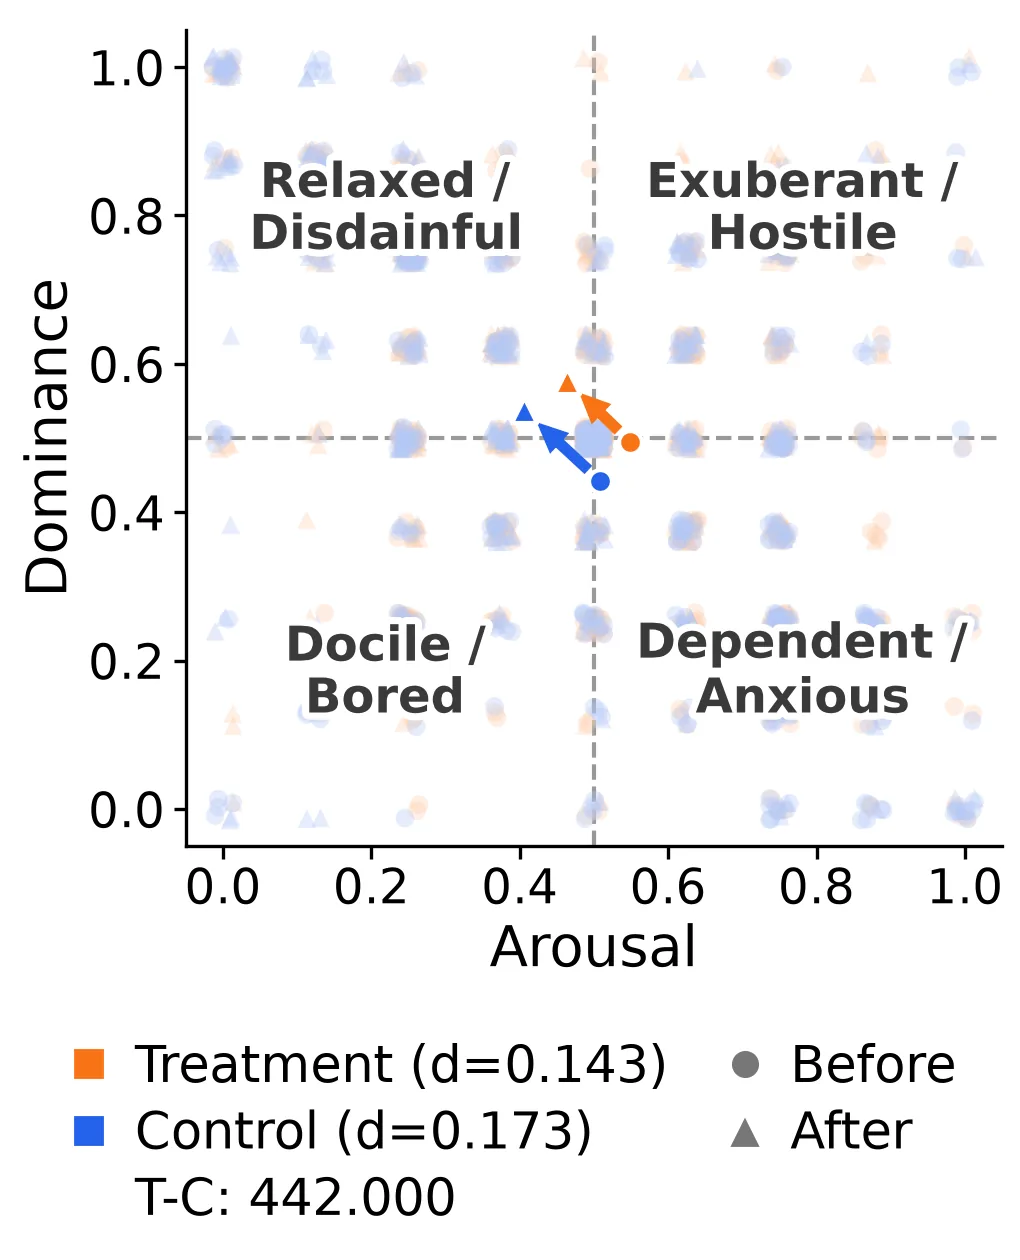 1.0
0.8
0.6
0.4
0.2
0.0
Dominance
Relaxed /
Disdainful
Exuberant /
Hostile
Docile /
Bored
Dependent /
Anxious
0.0 0.2 0.4 0.6 0.8 1.0
Arousal
Treatment (d=0.143)
Control (d=0.173)
T-C: 442.000
Before
After